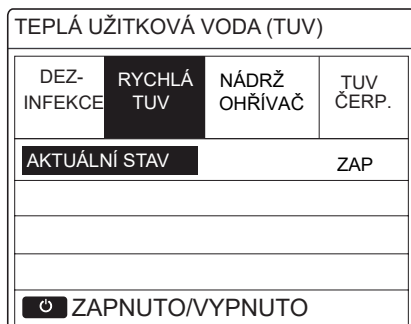 TEPLÁ UŽITKOVÁ VODA (TUV)
DEZ-
INFEKCE
RYCHLÁ
TUV
NÁDRŽ
OHŘÍVAČ
TUV
ČERP.
AKTUÁLNÍ STAV ZAP
ZAPNUTO/VYPNUTO